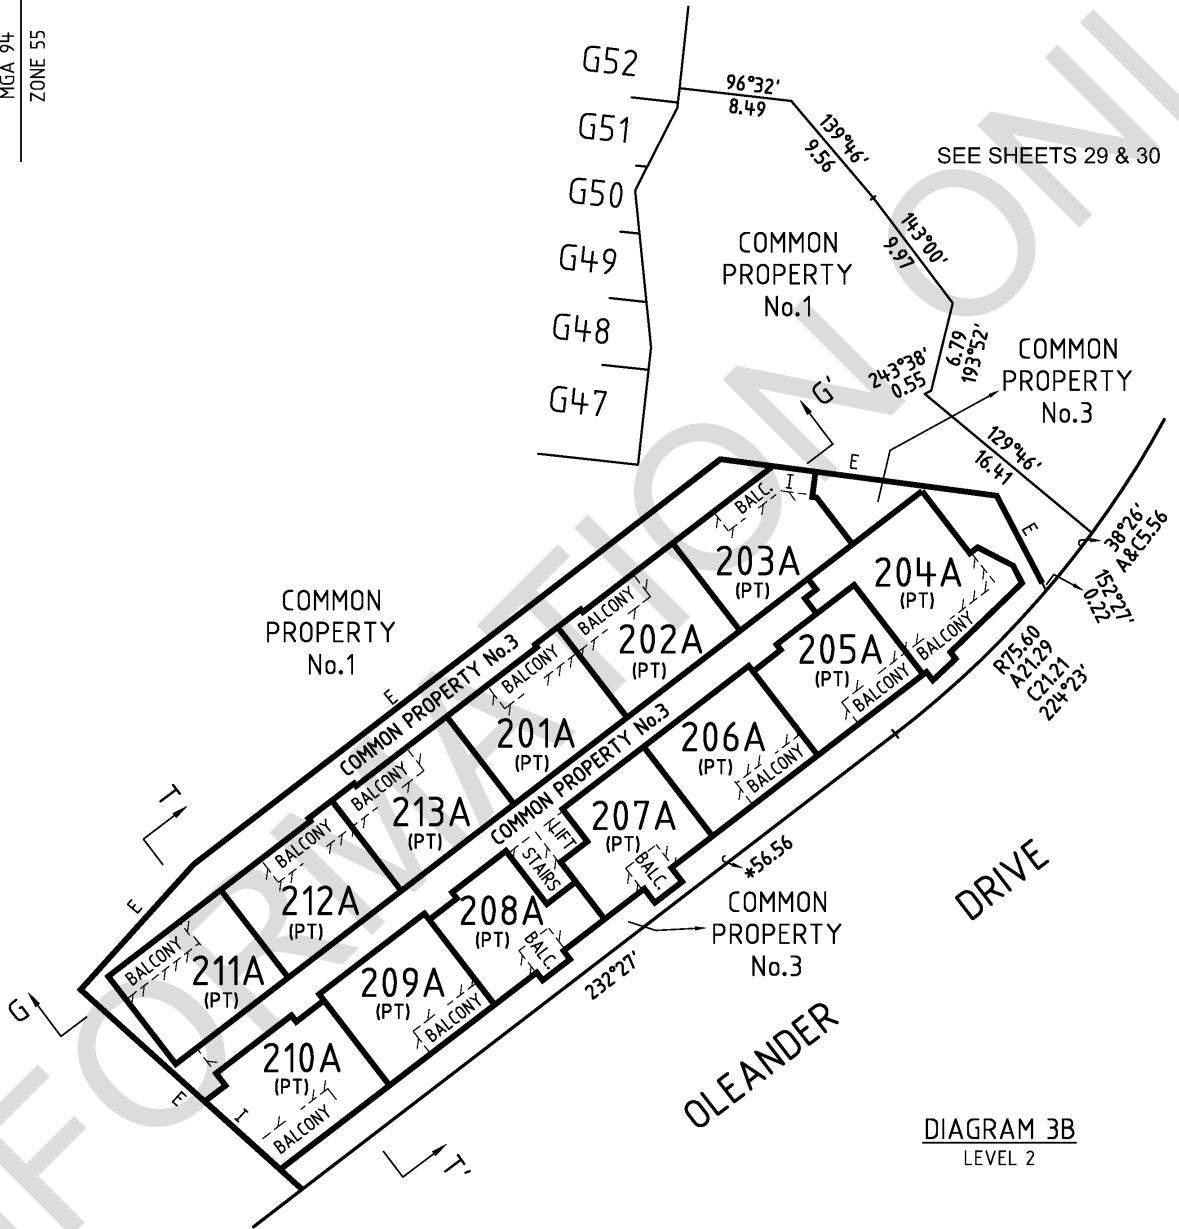 MGA 94
ZONE 55
G52
G51
G50
G49
G48
G47
96°32'
8.49
139°46'
9.56
SEE SHEETS 29 & 30
143°00'
9.97
COMMON
PROPERTY
No.1
6.79
193°52'
243°38'
0.55
COMMON
PROPERTY
No.3
G'
129°46'
16.41
E
E
38°26'
A&C5.56
152°27'
0.22
R75.60
A21.29
C21.21
224°23'
BALC.
I
203A
(PT)
204A
(PT)
BALCONY
COMMON
PROPERTY
No.1
BALCONY
202A
(PT)
205A
(PT)
BALCONY
E
COMMON PROPERTY No.3
BALCONY
201A
(PT)
206A
(PT)
BALCONY
COMMON PROPERTY No.3
BALCONY
213A
(PT)
LIFT
STAIRS
207A
(PT)
BALC.
T
BALCONY
212A
(PT)
208A
(PT)
BALC.
*56.56
COMMON
PROPERTY
No.3
232°27'
E
BALCONY
211A
(PT)
209A
(PT)
BALCONY
G
210A
(PT)
BALCONY
E
I
T'
OLEANDER
DRIVE
DIAGRAM 3B
LEVEL 2
FORMATION ONL